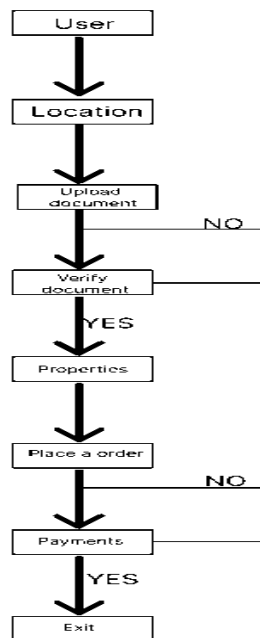 User
Location
Upload
document
NO
Verify
document
YES
Properties
Place a order
NO
Payments
YES
Exit